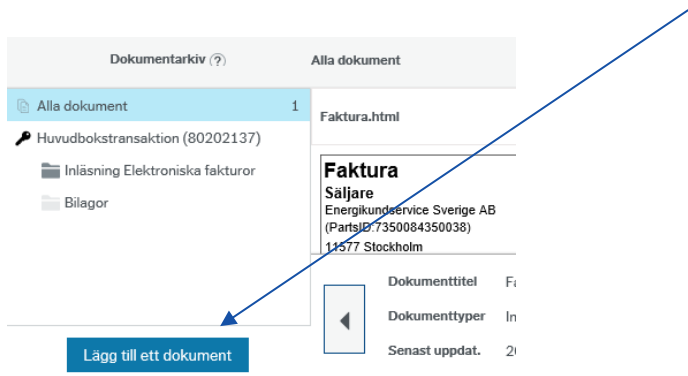 Dokumentarkiv (?)
Alla dokument
Alla dokument 1
Huvudbokstransaktion (80202137)
Inläsning Elektroniska fakturor
Bilagor
Lägg till ett dokument
Faktura.html
Faktura
Säljare
Energikundservice Sverige AB
(PartsID:7350084350038)
11577 Stockholm
Dokumenttitel
Dokumenttyper
Senast uppdat.